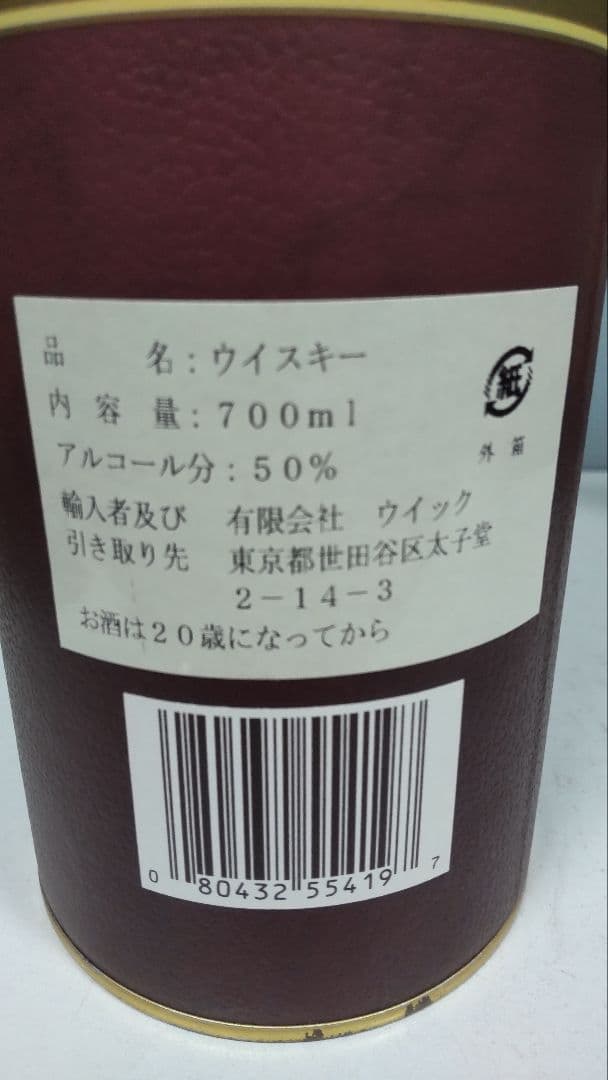 品　　名：ウイスキー
内 容 量：７００ｍｌ
アルコール分：５０％
輸入者及び　有限会社　ウイック
引き取り先　東京都世田谷区太子堂
２－１４－３
お酒は２０歳になってから
紙
外 箱
0 80432 55419 7